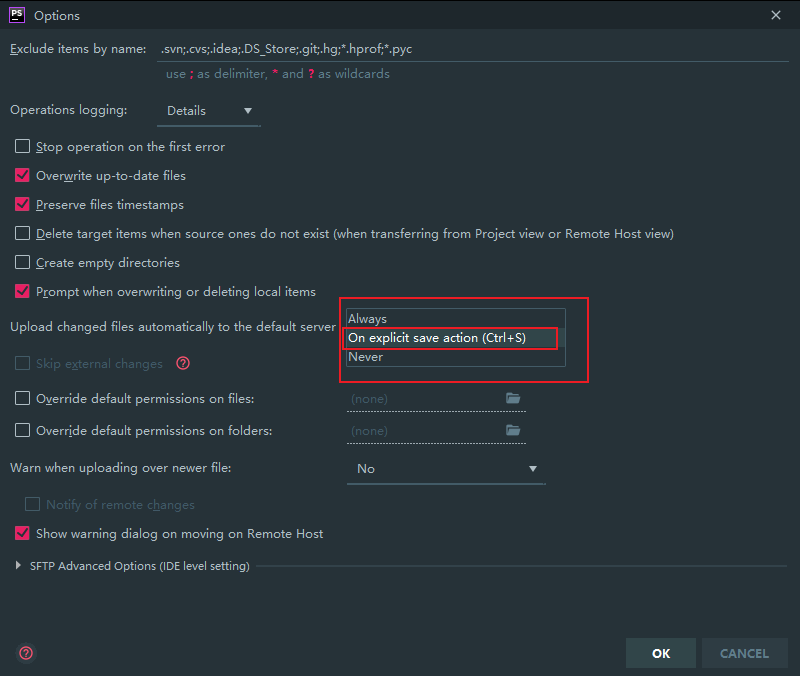 PS Options
Exclude items by name: .svn;.cvs;.idea;.DS_Store;.git;.hg;*.hprof;*.pyc
use ; as delimiter, * and ? as wildcards
Operations logging: Details
Stop operation on the first error
Overwrite up-to-date files
Preserve files timestamps
Delete target items when source ones do not exist (when transferring from Project view or Remote Host view)
Create empty directories
Prompt when overwriting or deleting local items
Upload changed files automatically to the default server
Always
On explicit save action (Ctrl+S)
Never
Skip external changes ?
Override default permissions on files: (none)
Override default permissions on folders: (none)
Warn when uploading over newer file: No
Notify of remote changes
Show warning dialog on moving on Remote Host
SFTP Advanced Options (IDE level setting)
? OK CANCEL